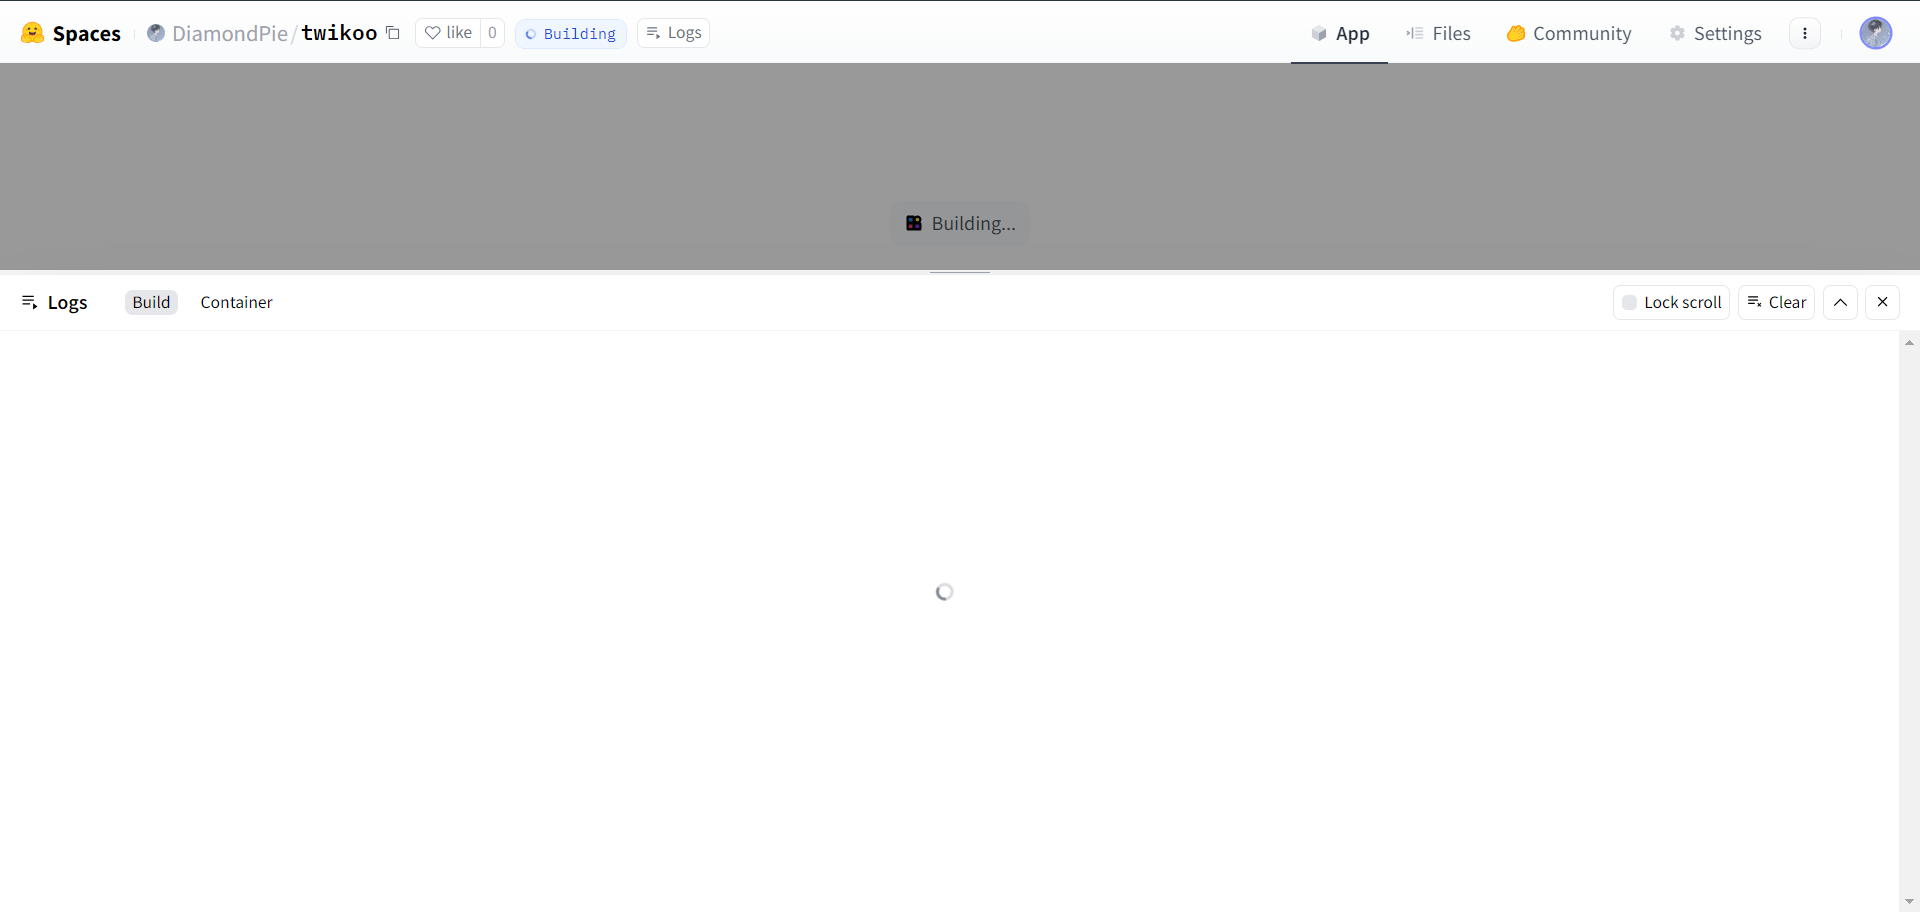 Spaces DiamondPie/twikoo like 0 Building Logs App Files Community Settings
Building...
Logs Build Container Lock scroll Clear